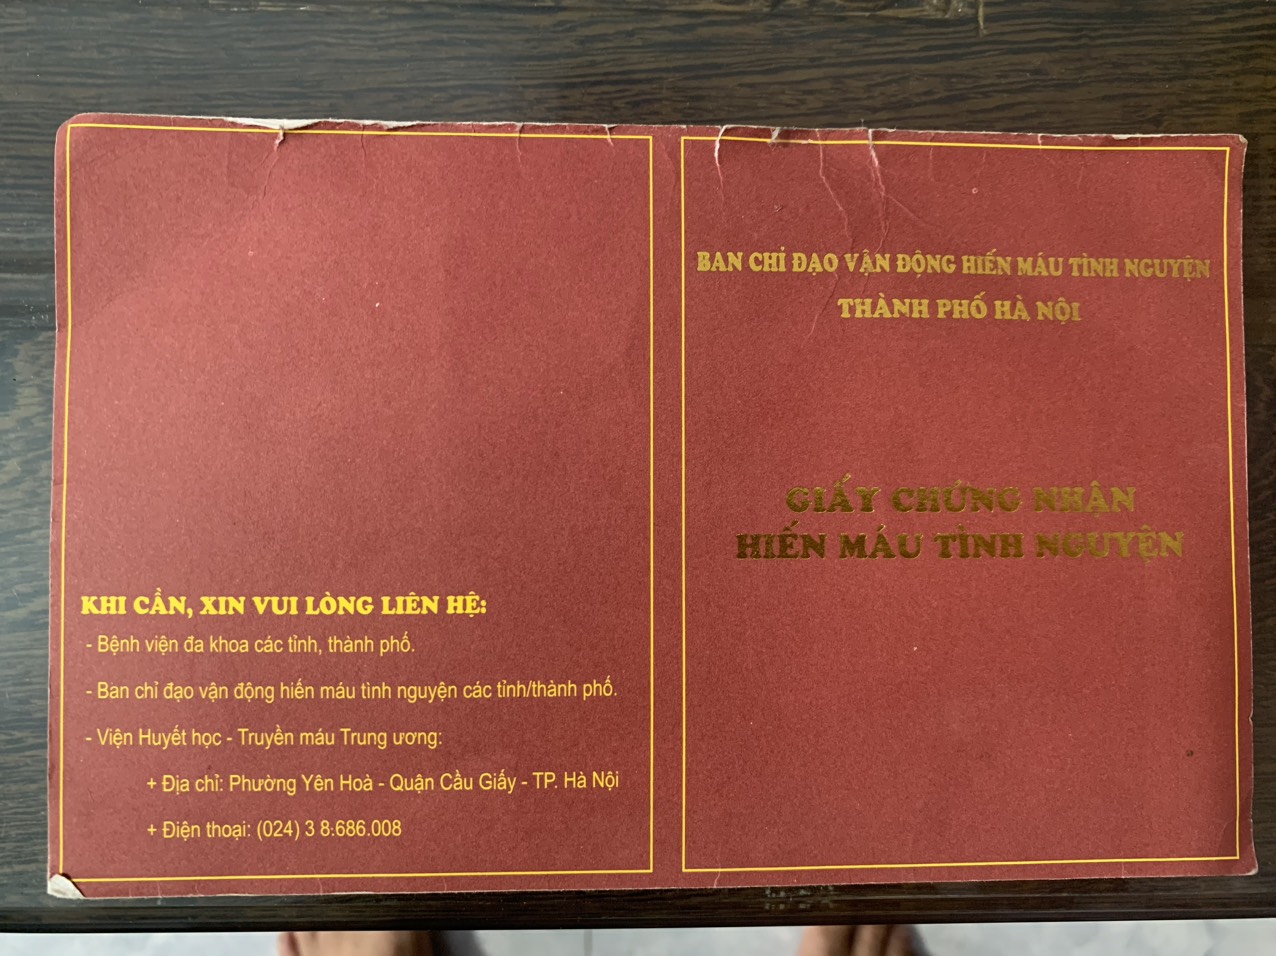 KHI CẦN, XIN VUI LÒNG LIÊN HỆ:
- Bệnh viện đa khoa các tỉnh, thành phố.
- Ban chỉ đạo vận động hiến máu tình nguyện các tỉnh/thành phố.
- Viện Huyết học - Truyền máu Trung ương:
+ Địa chỉ: Phường Yên Hoà - Quận Cầu Giấy - TP. Hà Nội
+ Điện thoại: (024) 3 8.686.008
BAN CHỈ ĐẠO VẬN ĐỘNG HIẾN MÁU TÌNH NGUYỆN
THÀNH PHỐ HÀ NỘI
GIẤY CHỨNG NHẬN
HIẾN MÁU TÌNH NGUYỆN